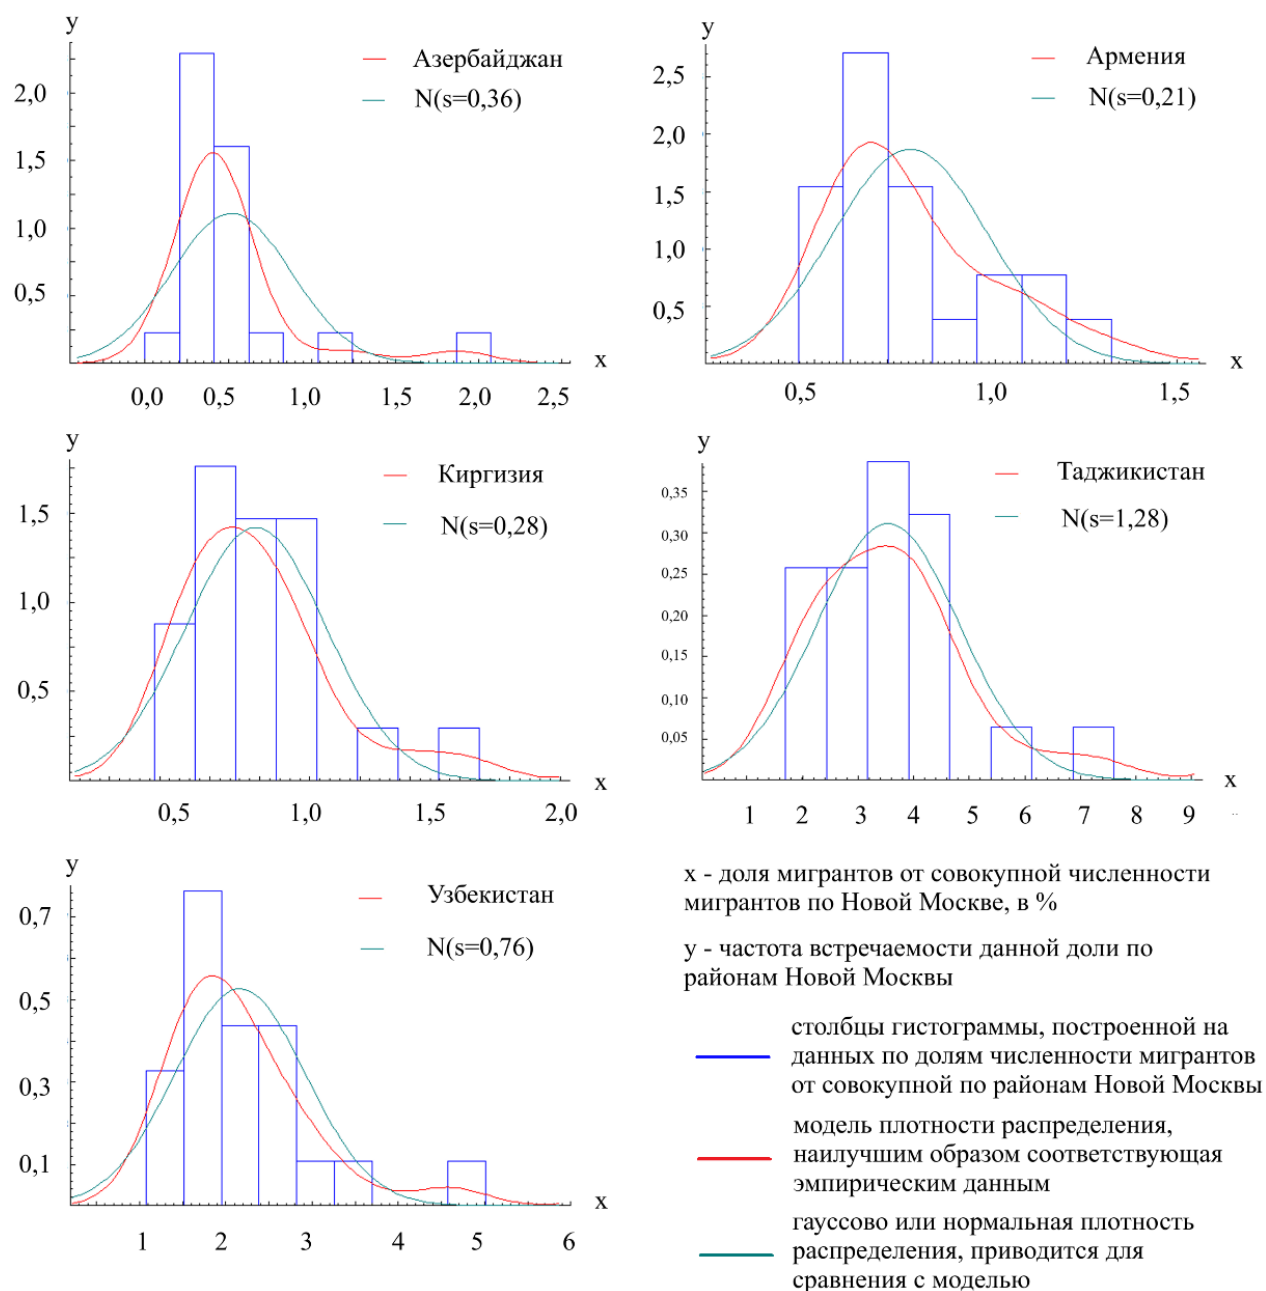 y
Азербайджан
N(s=0,36)
2,0
1,5
1,0
0,5
x
0,0 0,5 1,0 1,5 2,0 2,5
y
Армения
N(s=0,21)
2,5
2,0
1,5
1,0
0,5
x
0,5 1,0 1,5
y
Киргизия
N(s=0,28)
1,5
1,0
0,5
x
0,5 1,0 1,5 2,0
y
Таджикистан
N(s=1,28)
0,35
0,30
0,25
0,20
0,15
0,10
0,05
x
1 2 3 4 5 6 7 8 9
y
Узбекистан
N(s=0,76)
0,7
0,5
0,3
0,1
x
1 2 3 4 5 6
x - доля мигрантов от совокупной численности
мигрантов по Новой Москве, в %
y - частота встречаемости данной доли по
районам Новой Москвы
столбцы гистограммы, построенной на
данных по долям численности мигрантов
от совокупной по районам Новой Москвы
модель плотности распределения,
наилучшим образом соответствующая
эмпирическим данным
гауссово или нормальная плотность
распределения, приводится для
сравнения с моделью